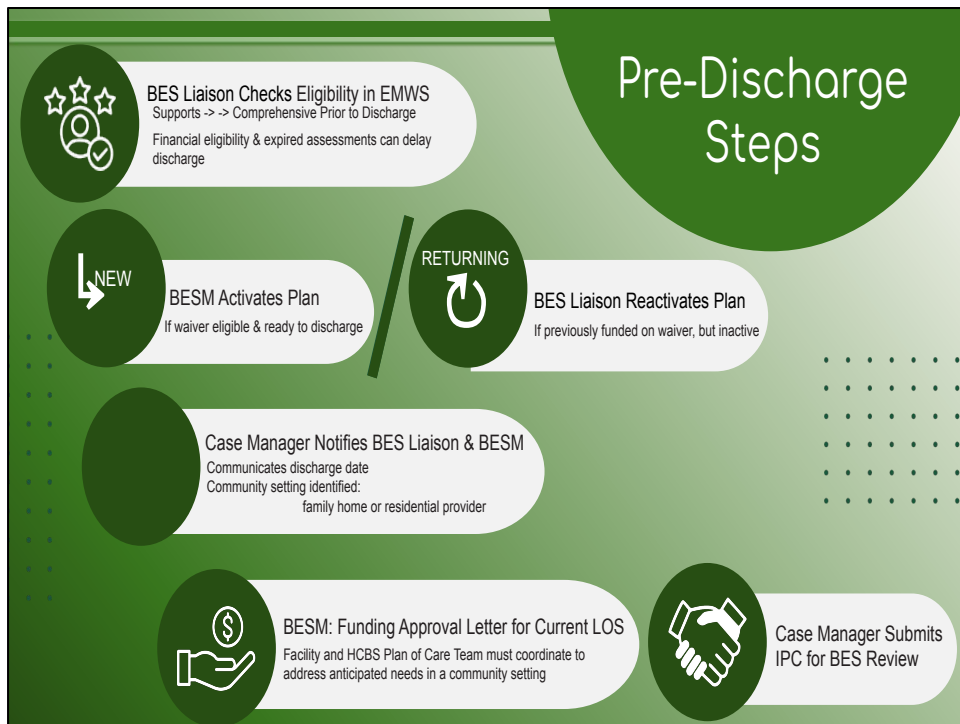 Pre-Discharge
Steps
BES Liaison Checks Eligibility in EMWS
Supports -> -> Comprehensive Prior to Discharge
Financial eligibility & expired assessments can delay
discharge
NEW
BESM Activates Plan
If waiver eligible & ready to discharge
RETURNING
BES Liaison Reactivates Plan
If previously funded on waiver, but inactive
Case Manager Notifies BES Liaison & BESM
Communicates discharge date
Community setting identified:
family home or residential provider
$
BESM: Funding Approval Letter for Current LOS
Facility and HCBS Plan of Care Team must coordinate to
address anticipated needs in a community setting
Case Manager Submits
IPC for BES Review